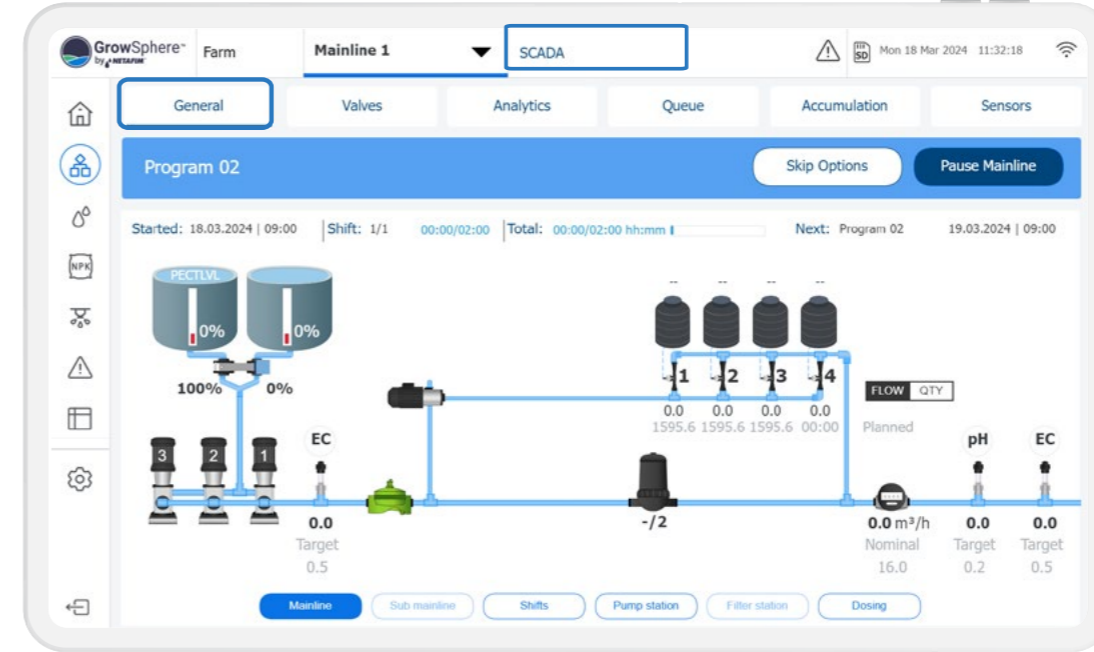 GrowSphere™ Farm Mainline 1 SCADA SD Mon 18 Mar 2024 11:32:18
by NETAFIM
General Valves Analytics Queue Accumulation Sensors
Program 02 Skip Options Pause Mainline
Started: 18.03.2024 | 09:00 Shift: 1/1 00:00/02:00 Total: 00:00/02:00 hh:mm Next: Program 02 19.03.2024 | 09:00
NPK
PECTLVL -- -- -- --
0% 0%
100% 0% 1 2 3 4
FLOW QTY
0.0 0.0 0.0 0.0
1595.6 1595.6 1595.6 00:00 Planned
EC pH EC
3 2 1
0.0 -/2 0.0 m³/h 0.0 0.0
Target Nominal Target Target
0.5 16.0 0.2 0.5
Mainline Sub mainline Shifts Pump station Filter station Dosing